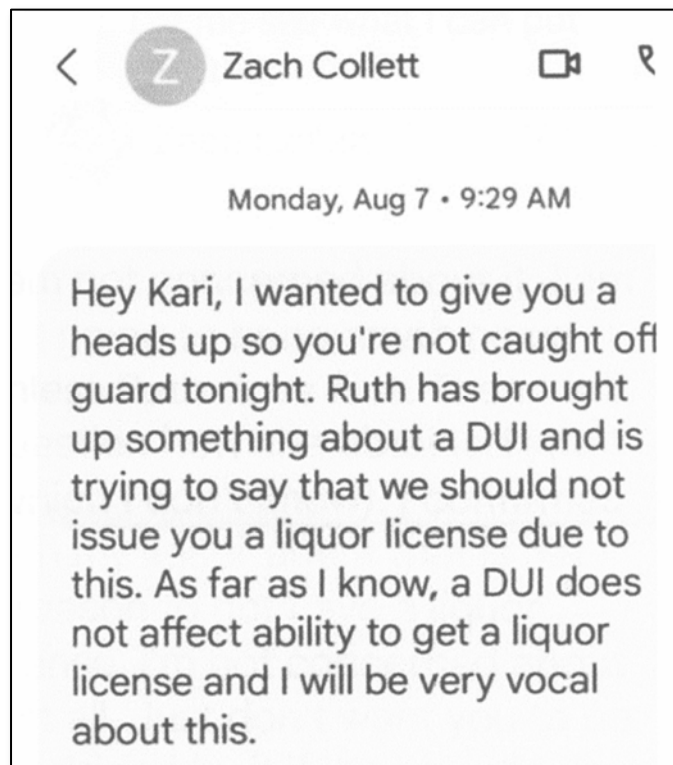 Z Zach Collett
Monday, Aug 7 • 9:29 AM
Hey Kari, I wanted to give you a
heads up so you're not caught off
guard tonight. Ruth has brought
up something about a DUI and is
trying to say that we should not
issue you a liquor license due to
this. As far as I know, a DUI does
not affect ability to get a liquor
license and I will be very vocal
about this.